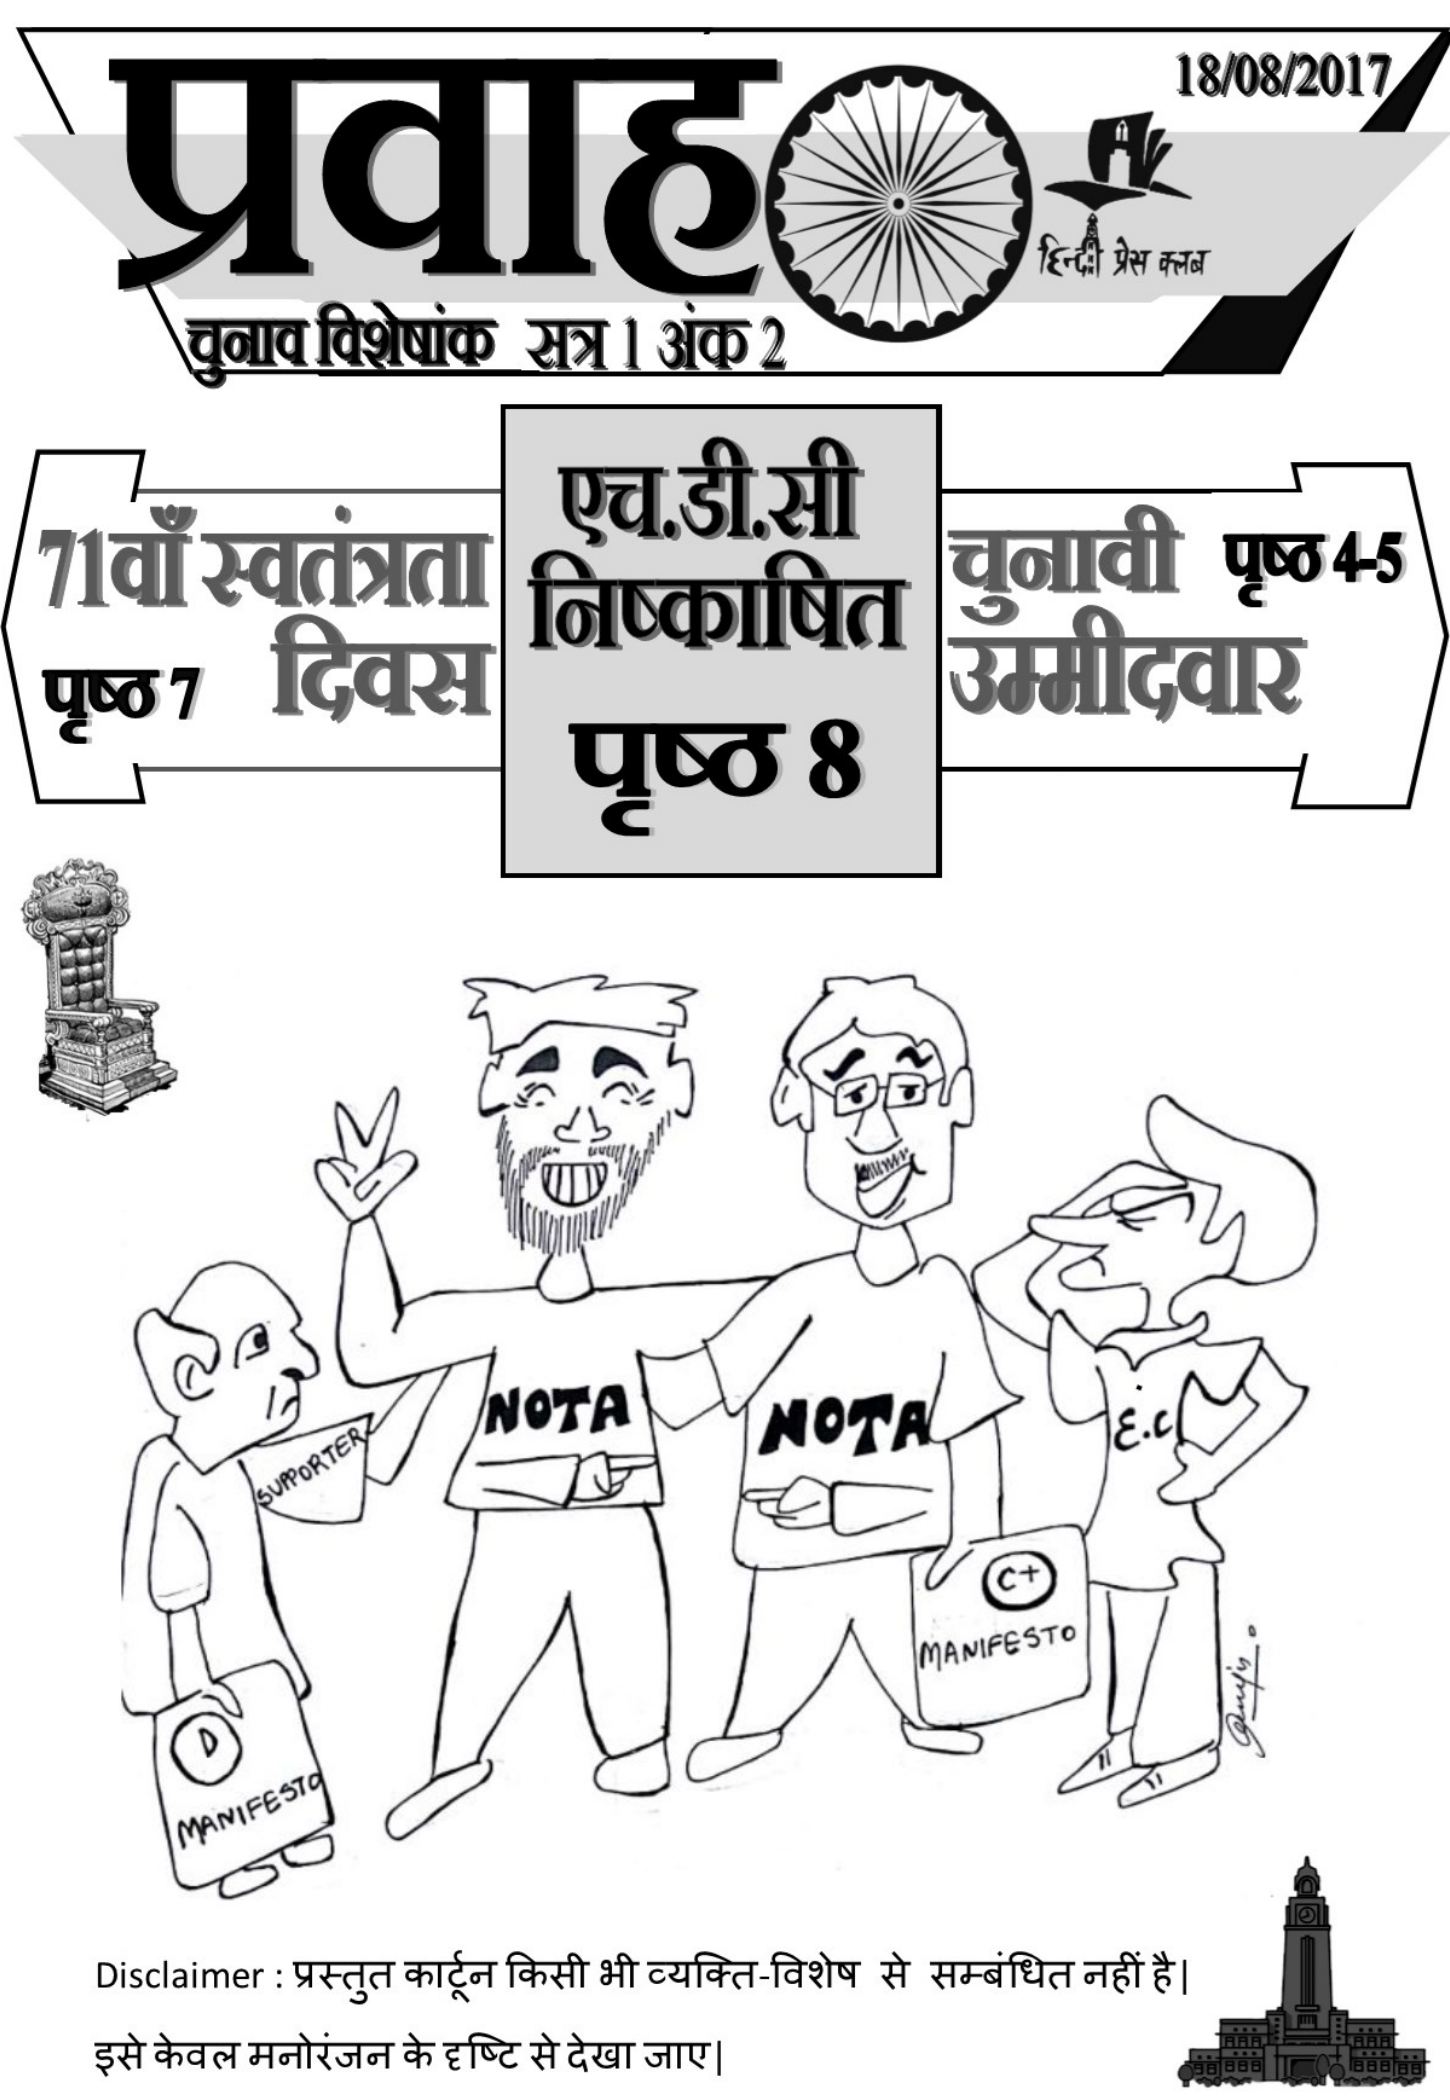 प्रवाह
18/08/2017
हिन्दी प्रेस क्लब
चुनाव विशेषांक सत्र 1 अंक 2
71वाँ स्वतंत्रता
दिवस
पृष्ठ 7
एच.डी.सी
निष्काषित
पृष्ठ 8
चुनावी पृष्ठ 4-5
उम्मीदवार
SUPPORTER
NOTA
NOTA
E.C
C+
MANIFESTO
D
MANIFESTO
Disclaimer : प्रस्तुत कार्टून किसी भी व्यक्ति-विशेष से सम्बंधित नहीं है|
इसे केवल मनोरंजन के दृष्टि से देखा जाए|